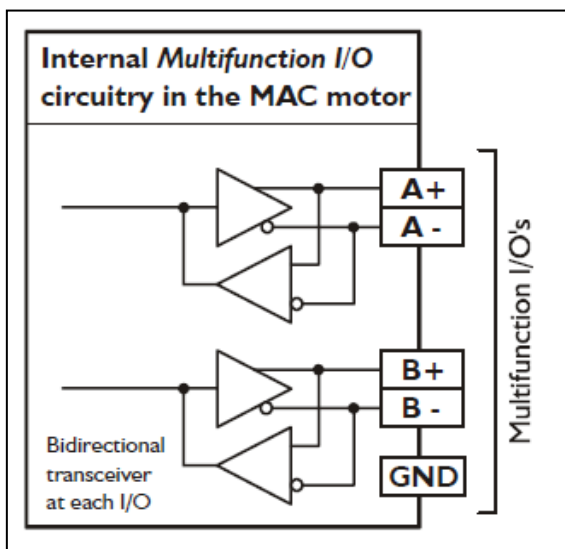 Internal Multifunction I/O
circuitry in the MAC motor
A+
A -
B+
B -
GND
Multifunction I/O's
Bidirectional
transceiver
at each I/O